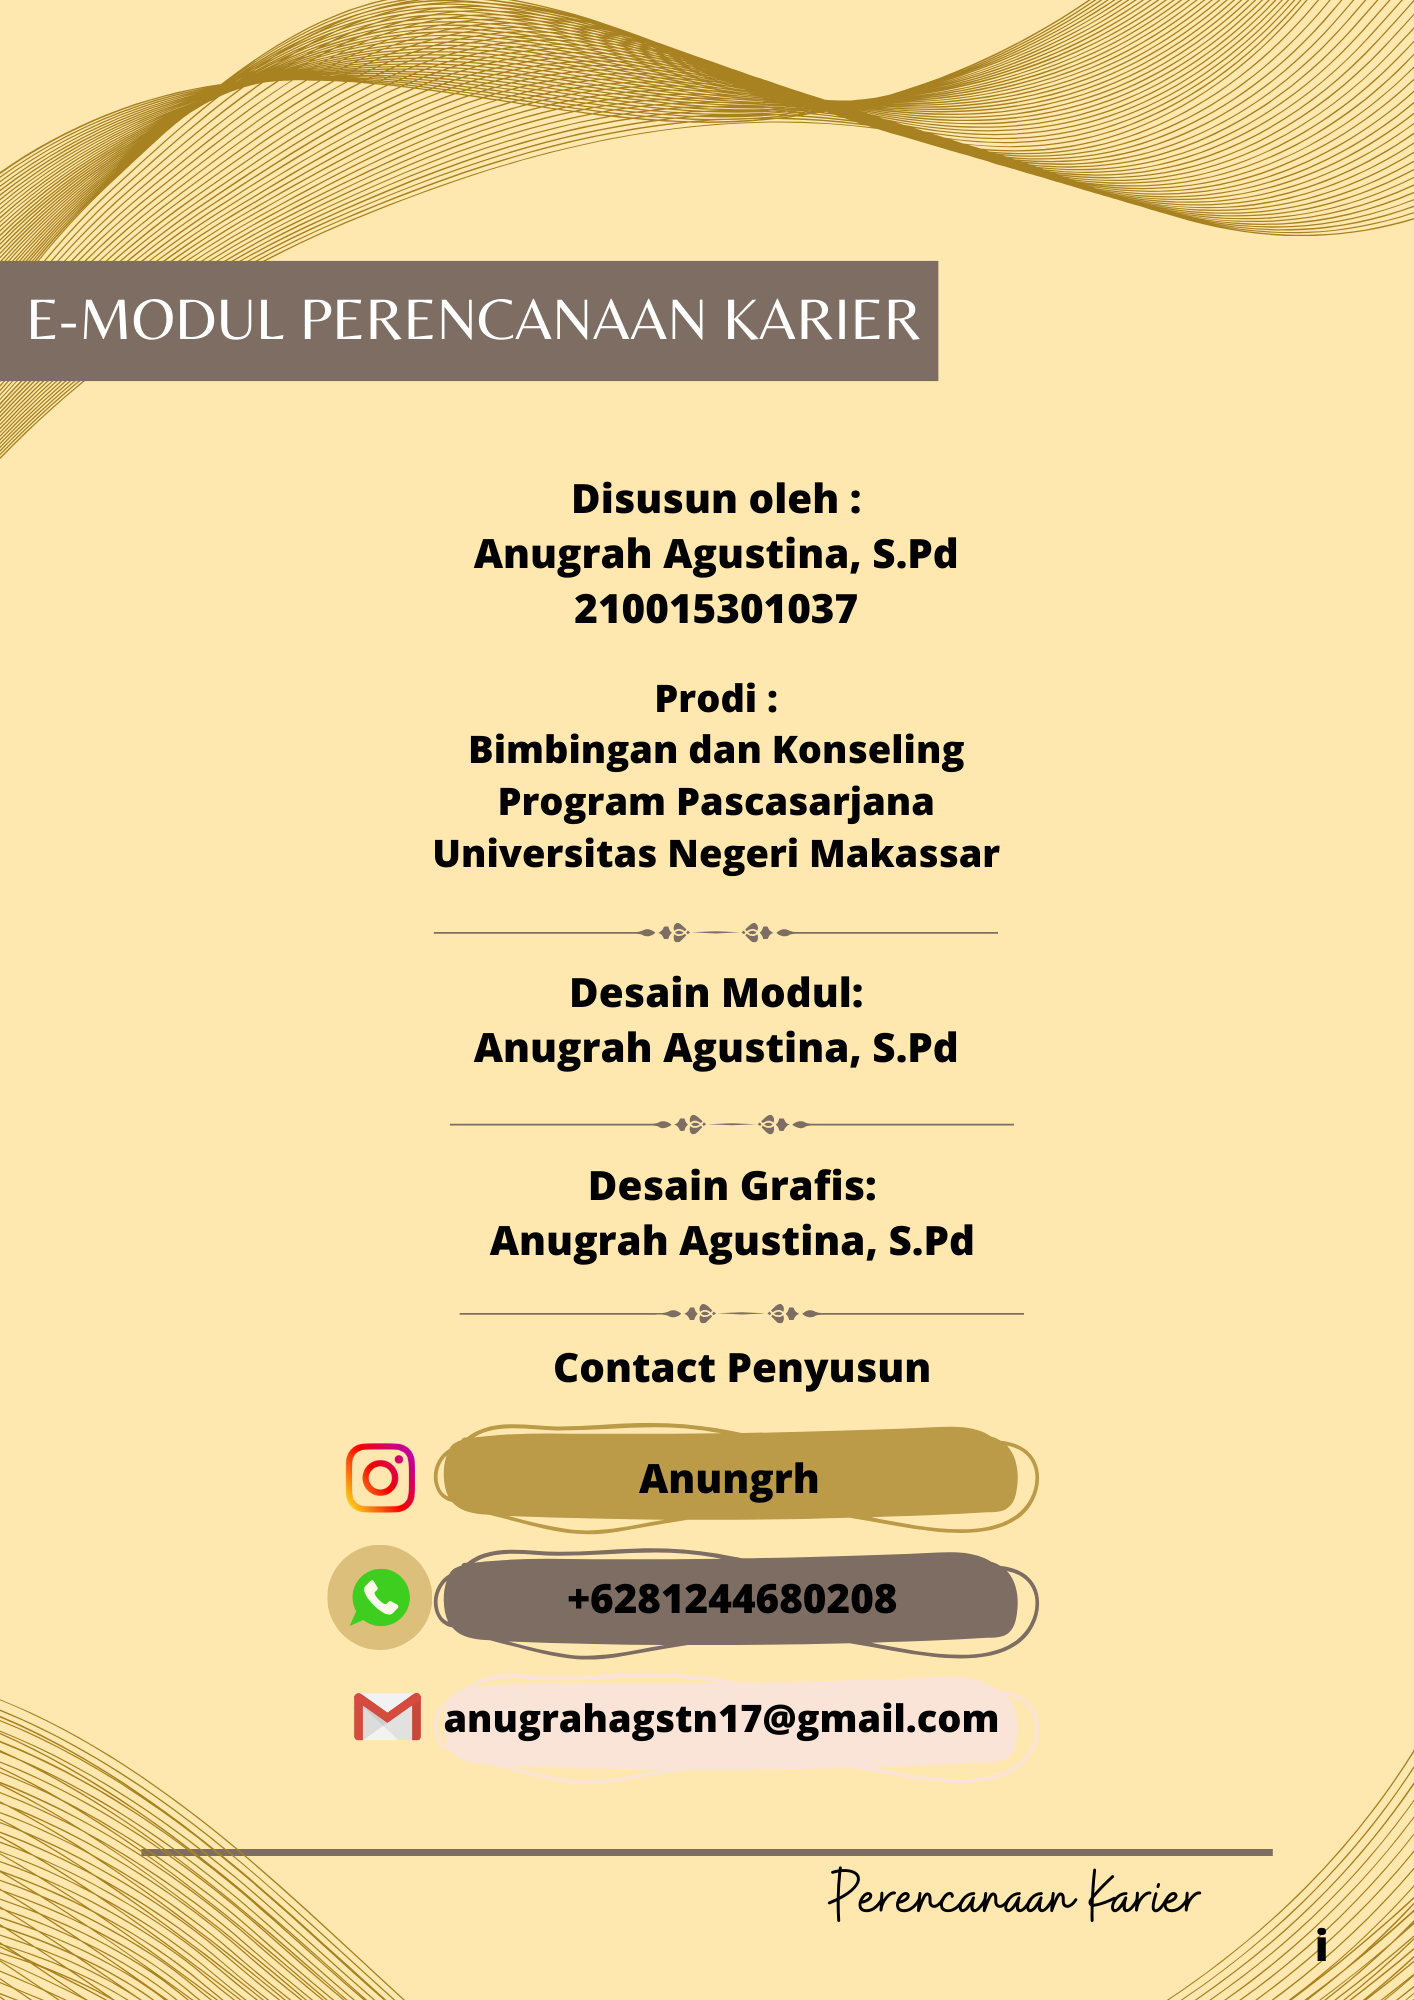 E-MODUL PERENCANAAN KARIER
Disusun oleh :
Anugrah Agustina, S.Pd
210015301037
Prodi :
Bimbingan dan Konseling
Program Pascasarjana
Universitas Negeri Makassar
Desain Modul:
Anugrah Agustina, S.Pd
Desain Grafis:
Anugrah Agustina, S.Pd
Contact Penyusun
Anungrh
+6281244680208
anugrahagstn17@gmail.com
Perencanaan Karier
i